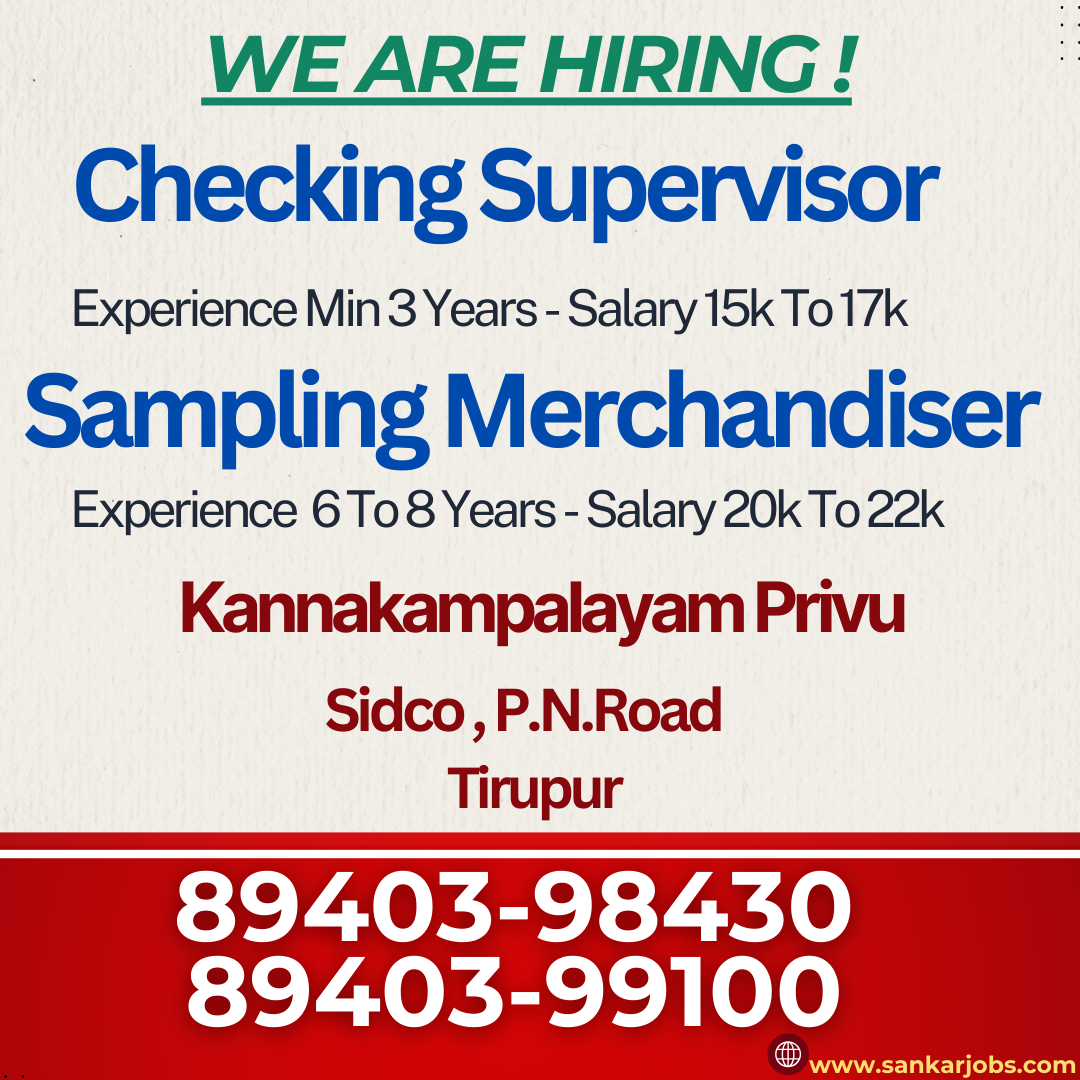 WE ARE HIRING !
Checking Supervisor
Experience Min 3 Years - Salary 15k To 17k
Sampling Merchandiser
Experience 6 To 8 Years - Salary 20k To 22k
Kannakampalayam Privu
Sidco , P.N.Road
Tirupur
89403-98430
89403-99100
www.sankarjobs.com